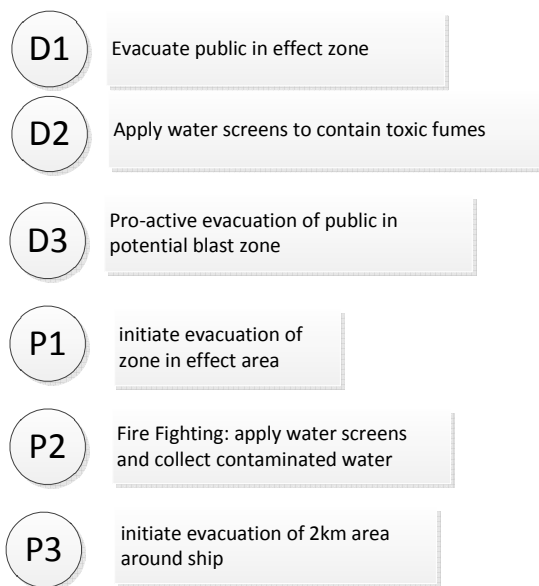 D1
Evacuate public in effect zone
D2
Apply water screens to contain toxic fumes
D3
Pro-active evacuation of public in
potential blast zone
P1
initiate evacuation of
zone in effect area
P2
Fire Fighting: apply water screens
and collect contaminated water
P3
initiate evacuation of 2km area
around ship